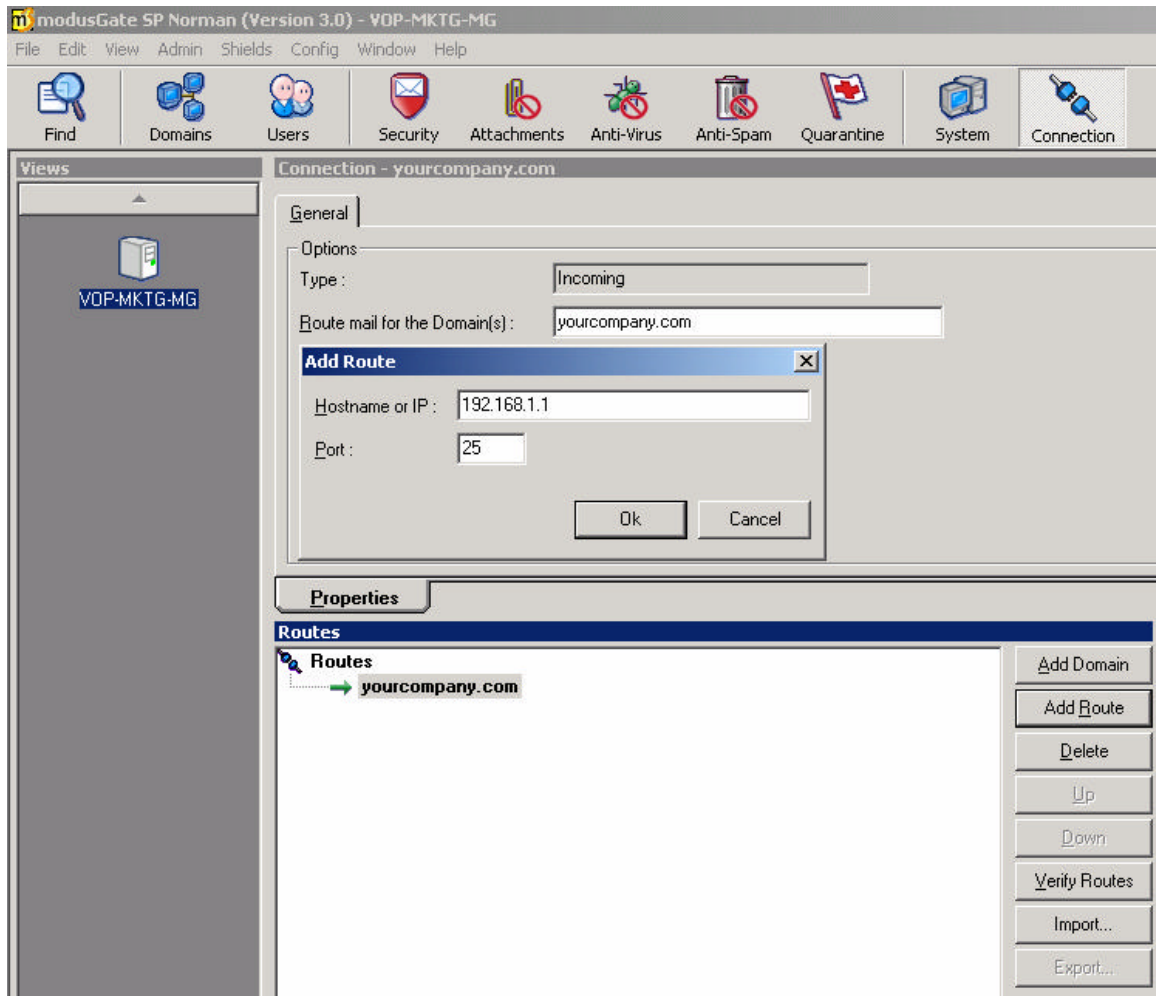 modusGate SP Norman (Version 3.0) - VOP-MKTG-MG
File Edit View Admin Shields Config Window Help
Find Domains Users Security Attachments Anti-Virus Anti-Spam Quarantine System Connection
Views
VOP-MKTG-MG
Connection - yourcompany.com
General
Options
Type : Incoming
Route mail for the Domain(s) : yourcompany.com
Add Route
Hostname or IP : 192.168.1.1
Port : 25
Ok Cancel
Properties
Routes
Routes
yourcompany.com
Add Domain
Add Route
Delete
Up
Down
Verify Routes
Import...
Export...